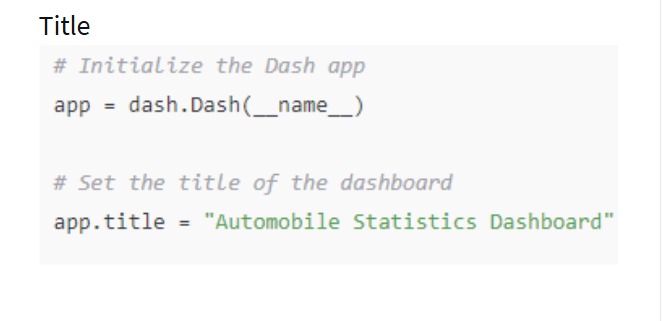 Title
# Initialize the Dash app
app = dash.Dash(__name__)
# Set the title of the dashboard
app.title = "Automobile Statistics Dashboard"